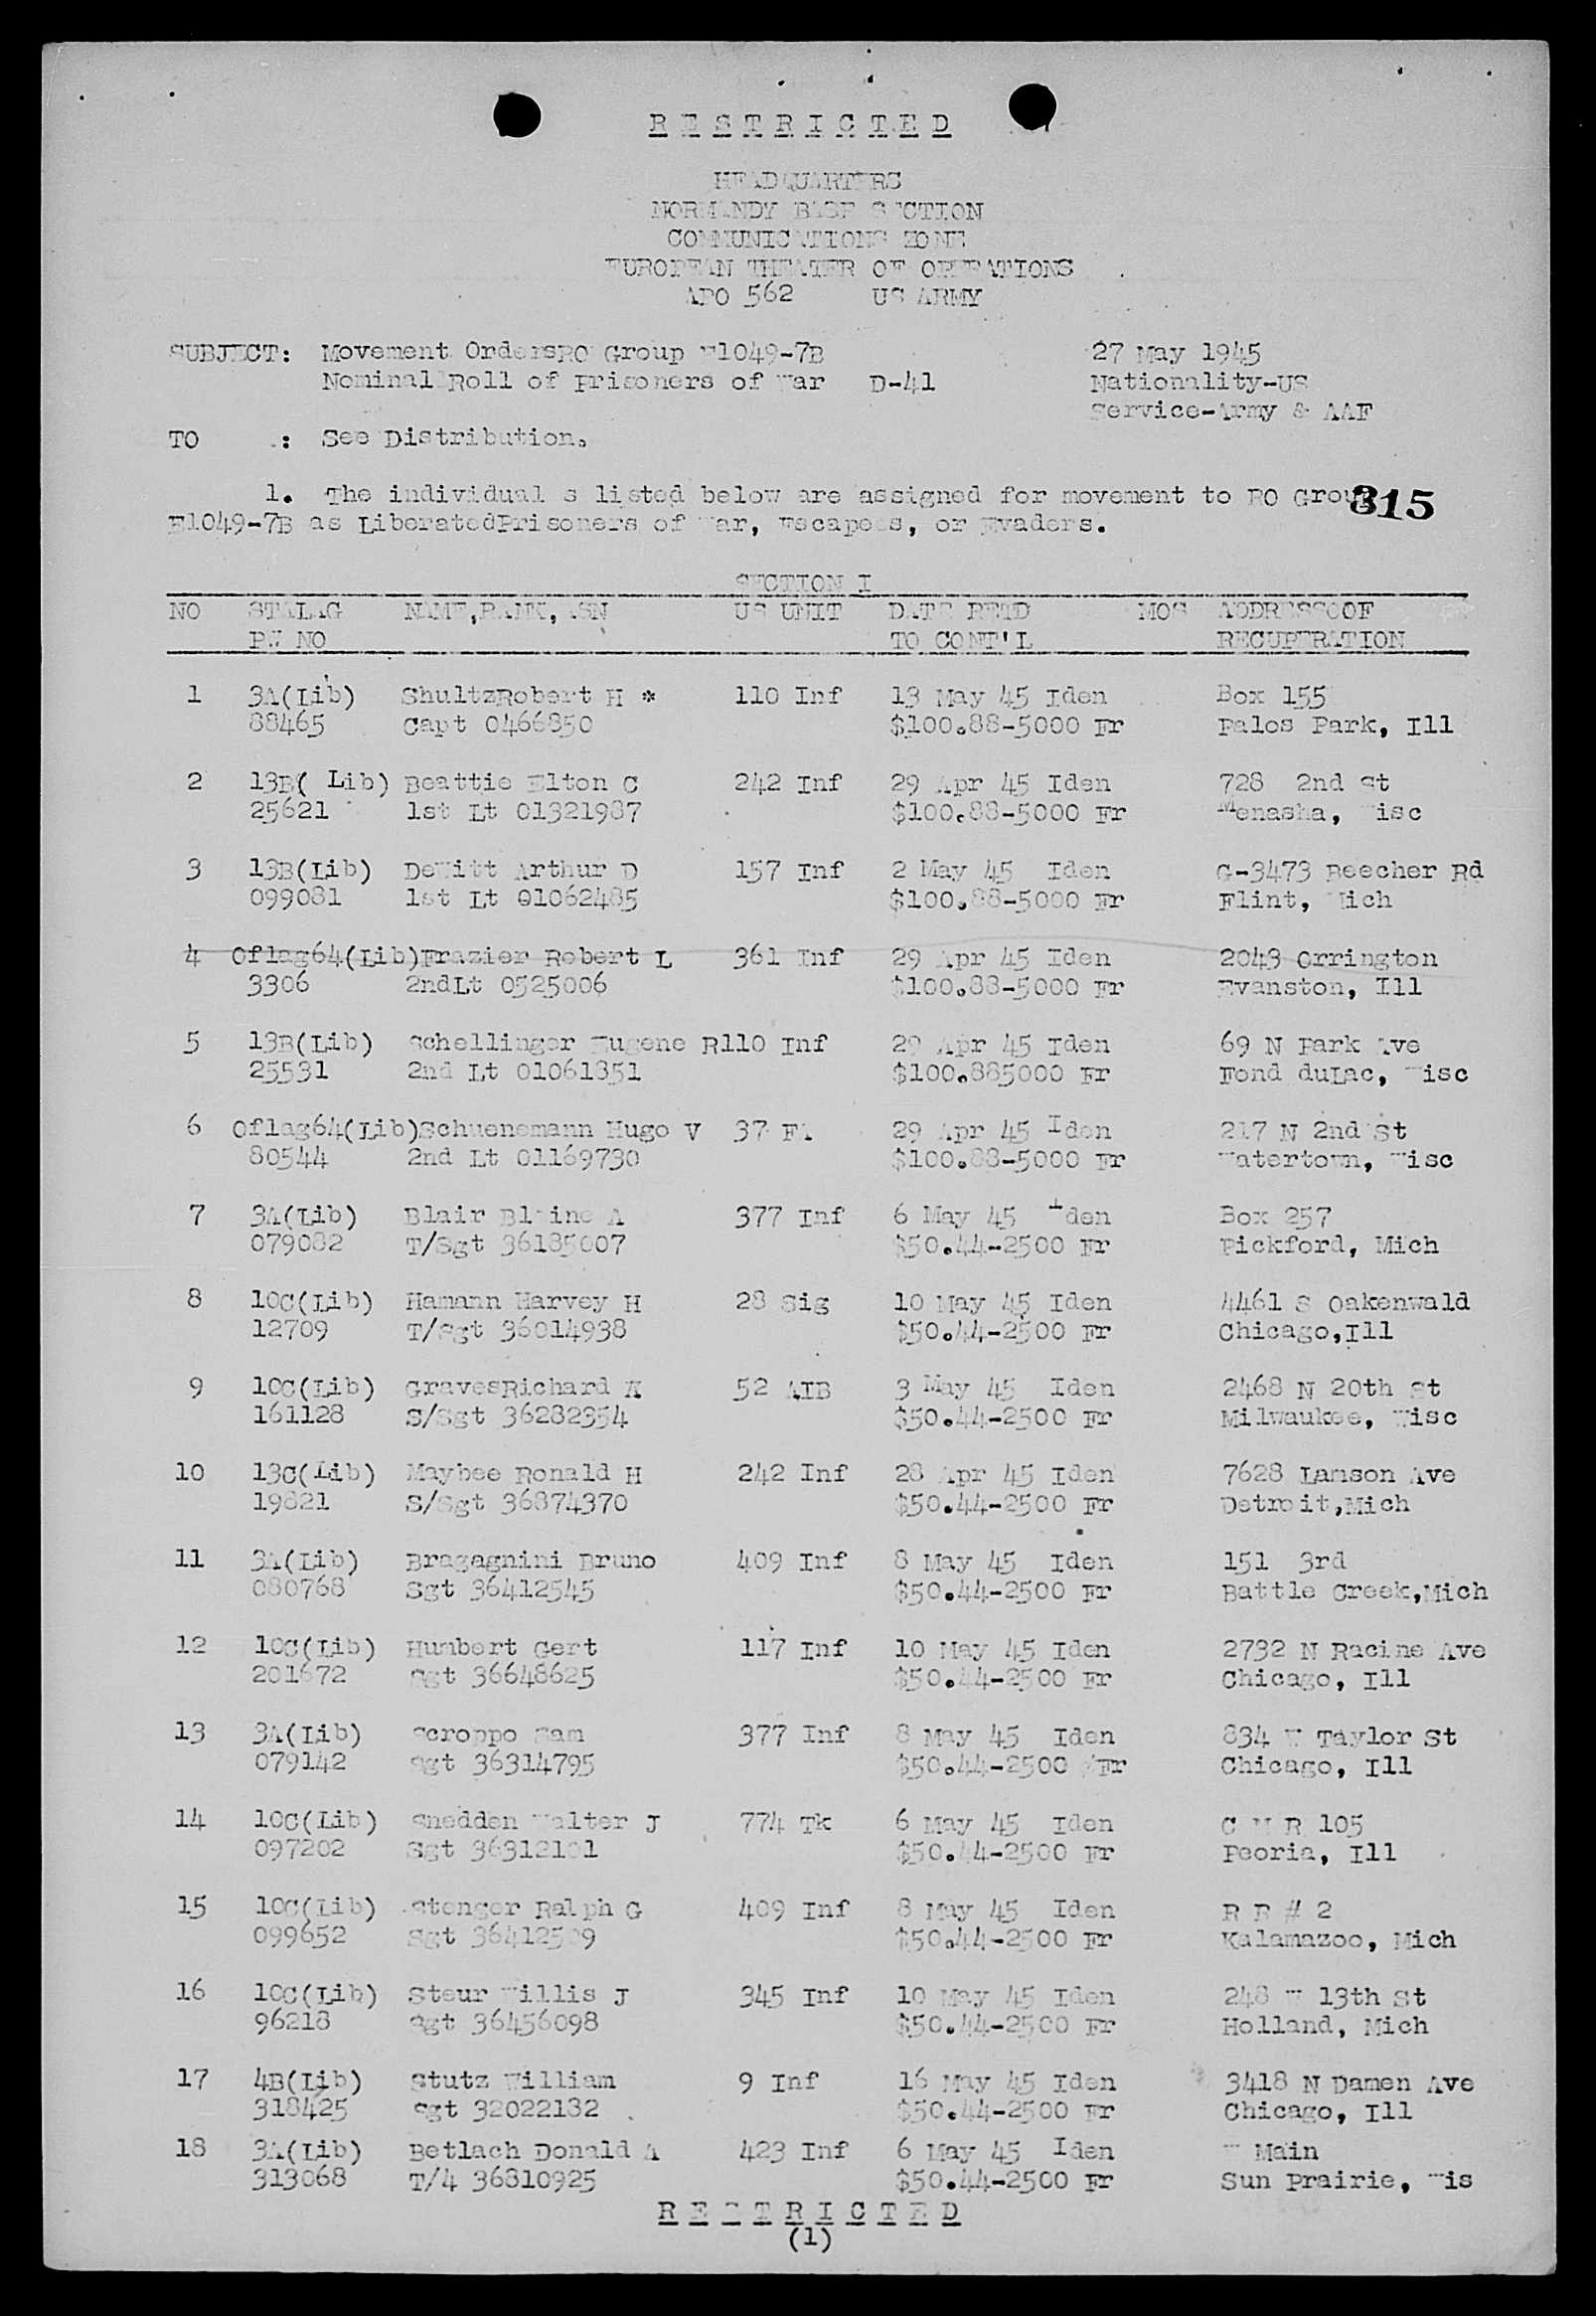 RESTRICTED
HEADQUARTERS
NORMANDY BASE SECTION
COMMUNICATIONS ZONE
EUROPEAN THEATER OF OPERATIONS
APO 562 US ARMY
SUBJECT: Movement OrdersRO Group E1049-7B 27 May 1945
Nominal Roll of Prisoners of War D-41 Nationality-US
Service-Army & AAF
TO : See Distribution.
1. The individual s listed below are assigned for movement to RO Group
315
E1049-7B as LiberatedPrisoners of War, Escapees, or Evaders.
SECTION I
NO STALAG NAME,RANK, ASN US UNIT DATE RETD MOS ADDRESSOOF
PW NO TO CONT'L RECUPERATION
1 3A(Lib) ShultzRobert H * 110 Inf 13 May 45 Iden Box 155
88465 Capt 0466850 $100.88-5000 Fr Palos Park, Ill
2 13B( Lib) Beattie Elton C 242 Inf 29 Apr 45 Iden 728 2nd St
25621 1st Lt 01321987 $100.88-5000 Fr Menasha, Wisc
3 13B(Lib) DeWitt Arthur D 157 Inf 2 May 45 Iden G-3473 Beecher Rd
099081 1st Lt 01062485 $100.88-5000 Fr Flint, Mich
4 Oflag64(Lib)Frazier Robert L 361 Inf 29 Apr 45 Iden 2043 Orrington
3306 2ndLt 0525006 $100.88-5000 Fr Evanston, Ill
5 13B(Lib) Schellinger Eugene R110 Inf 29 Apr 45 Iden 69 N Park Ave
25531 2nd Lt 01061351 $100.885000 Fr Fond duLac, Wisc
6 Oflag64(Lib)Schuenemann Hugo V 37 FA 29 Apr 45 Iden 217 N 2nd St
80544 2nd Lt 01169730 $100.88-5000 Fr Watertown, Wisc
7 3A(Lib) Blair Blaine A 377 Inf 6 May 45 Iden Box 257
079082 T/Sgt 36185007 $50.44-2500 Fr Pickford, Mich
8 10C(Lib) Hamann Harvey H 28 Sig 10 May 45 Iden 4461 S Oakenwald
12709 T/Sgt 36014938 $50.44-2500 Fr Chicago,Ill
9 10C(Lib) GravesRichard K 52 AIB 3 May 45 Iden 2468 N 20th St
161128 S/Sgt 36282354 $50.44-2500 Fr Milwaukee, Wisc
10 13C(Lib) Maybee Ronald H 242 Inf 28 Apr 45 Iden 7628 Lamson Ave
19821 S/Sgt 36874370 $50.44-2500 Fr Detroit,Mich
11 3A(Lib) Bragagnini Bruno 409 Inf 8 May 45 Iden 151 3rd
080768 Sgt 36412545 $50.44-2500 Fr Battle Creek,Mich
12 10C(Lib) Humbert Gert 117 Inf 10 May 45 Iden 2732 N Racine Ave
201672 Sgt 36648625 $50.44-2500 Fr Chicago, Ill
13 3A(Lib) Scroppo Sam 377 Inf 8 May 45 Iden 834 W Taylor St
079142 Sgt 36314795 $50.44-2500 Fr Chicago, Ill
14 10C(Lib) Snedden Walter J 774 Tk 6 May 45 Iden C M R 105
097202 Sgt 36312101 $50.44-2500 Fr Peoria, Ill
15 10C(Lib) Stenger Ralph G 409 Inf 8 May 45 Iden R R # 2
099652 Sgt 36412509 $50.44-2500 Fr Kalamazoo, Mich
16 10C(Lib) Steur Willis J 345 Inf 10 May 45 Iden 248 W 13th St
96218 Sgt 36456098 $50.44-2500 Fr Holland, Mich
17 4B(Lib) Stutz William 9 Inf 16 May 45 Iden 3418 N Damen Ave
318425 Sgt 32022132 $50.44-2500 Fr Chicago, Ill
18 3A(Lib) Betlach Donald A 423 Inf 6 May 45 Iden W Main
313068 T/4 36810925 $50.44-2500 Fr Sun Prairie, Wis
RESTRICTED
(1)